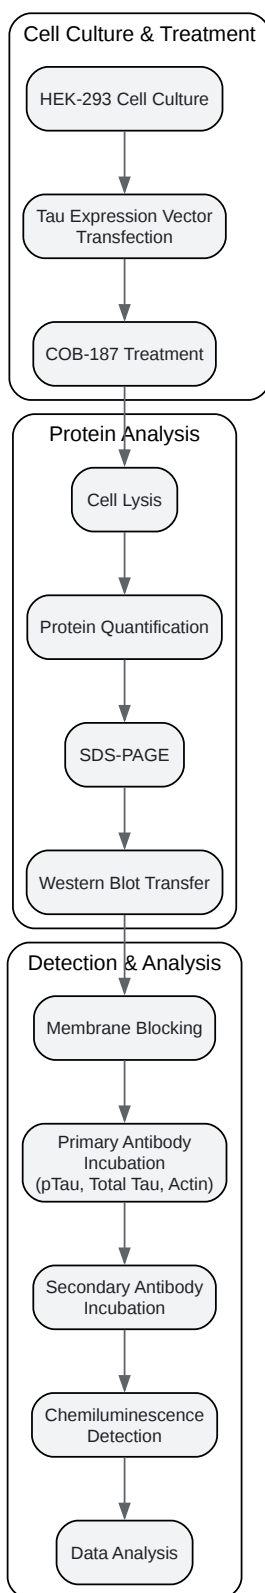 Cell Culture & Treatment
HEK-293 Cell Culture
Tau Expression Vector
Transfection
COB-187 Treatment
Protein Analysis
Cell Lysis
Protein Quantification
SDS-PAGE
Western Blot Transfer
Detection & Analysis
Membrane Blocking
Primary Antibody
Incubation
(pTau, Total Tau, Actin)
Secondary Antibody
Incubation
Chemiluminescence
Detection
Data Analysis